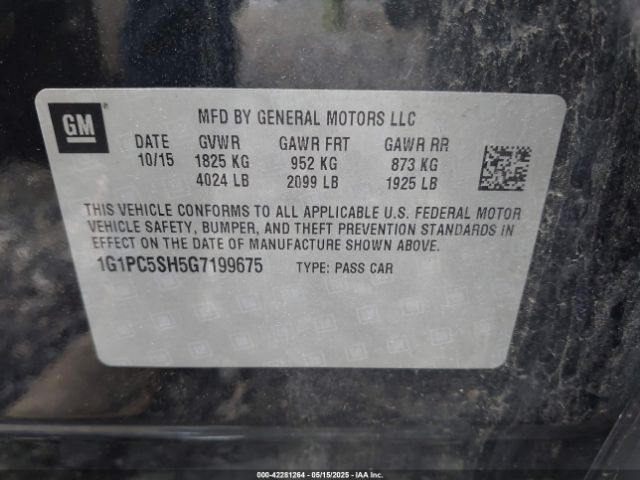 GM
MFD BY GENERAL MOTORS LLC
DATE GVWR GAWR FRT GAWR RR
10/15 1825 KG 952 KG 873 KG
4024 LB 2099 LB 1925 LB
THIS VEHICLE CONFORMS TO ALL APPLICABLE U.S. FEDERAL MOTOR
VEHICLE SAFETY, BUMPER, AND THEFT PREVENTION STANDARDS IN
EFFECT ON THE DATE OF MANUFACTURE SHOWN ABOVE.
1G1PC5SH5G7199675 TYPE: PASS CAR
000-42281264 - 05/15/2025 - IAAI.COM